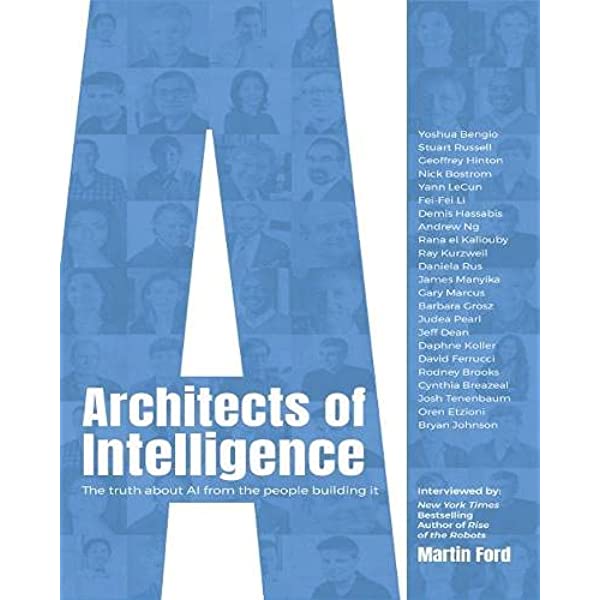 AI
Yoshua Bengio
Stuart Russell
Geoffrey Hinton
Nick Bostrom
Yann LeCun
Fei-Fei Li
Demis Hassabis
Andrew Ng
Rana el Kaliouby
Ray Kurzweil
Daniela Rus
James Manyika
Gary Marcus
Barbara Grosz
Judea Pearl
Jeff Dean
Daphne Koller
David Ferrucci
Rodney Brooks
Cynthia Breazeal
Josh Tenenbaum
Oren Etzioni
Bryan Johnson
Architects of
Intelligence
The truth about AI from the people building it
Interviewed by:
New York Times
Bestselling
Author of Rise
of the Robots
Martin Ford